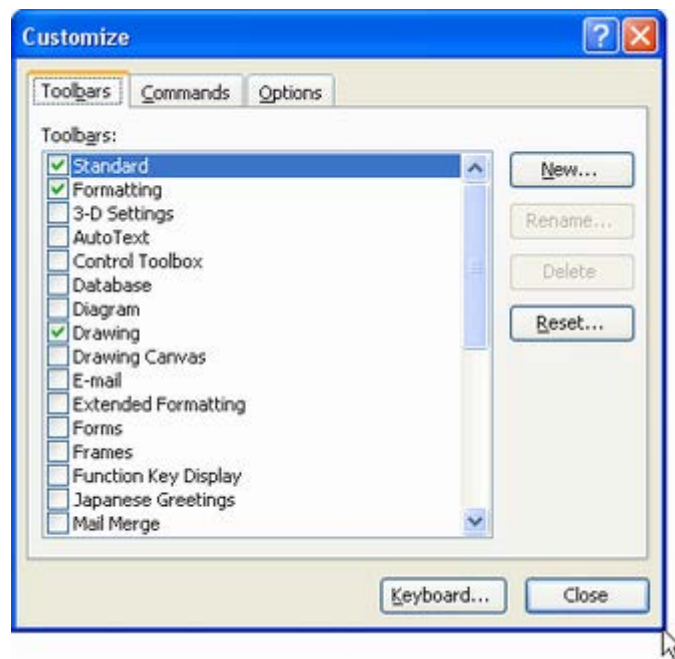 Customize
Toolbars Commands Options
Toolbars:
Standard
Formatting
3-D Settings
AutoText
Control Toolbox
Database
Diagram
Drawing
Drawing Canvas
E-mail
Extended Formatting
Forms
Frames
Function Key Display
Japanese Greetings
Mail Merge
New...
Rename...
Delete
Reset...
Keyboard... Close